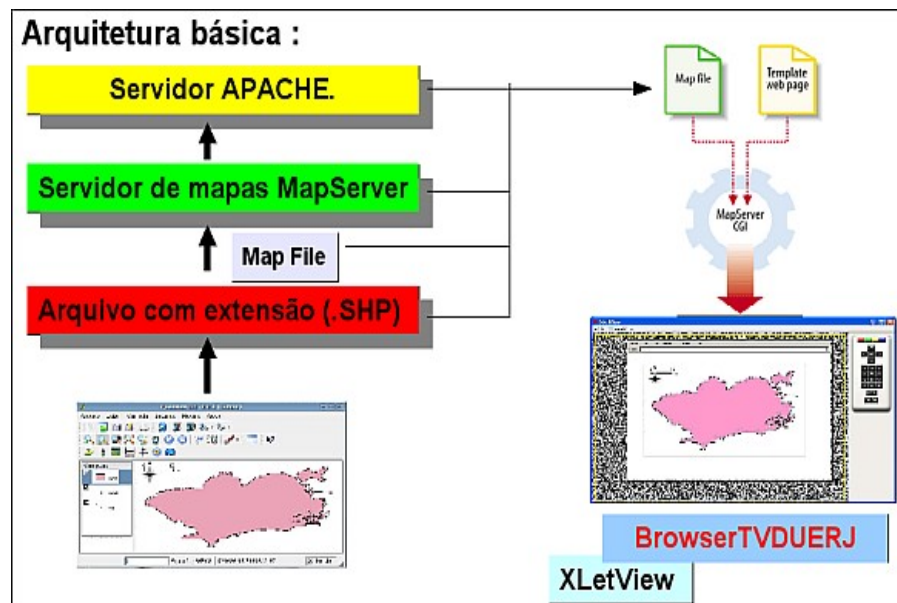 Arquitetura básica :
Servidor APACHE.
Servidor de mapas MapServer
Map File
Arquivo com extensão (.SHP)
Map file
Template
web page
MapServer
CGI
BrowserTVDUERJ
XLetView